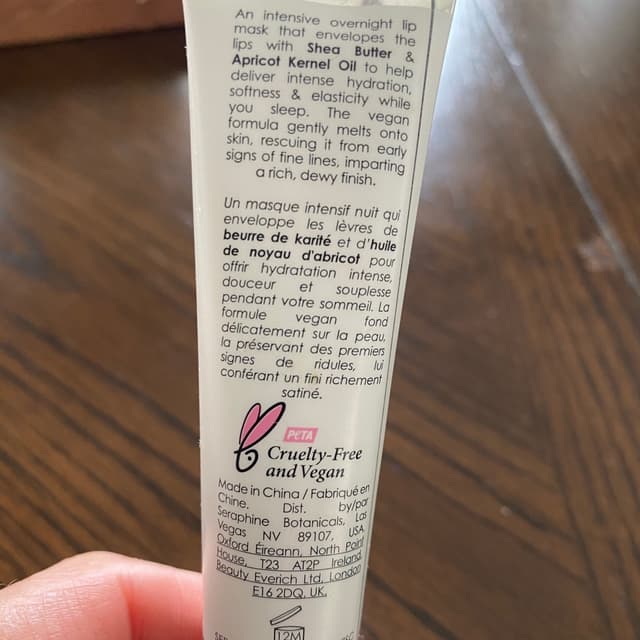 An intensive overnight lip
mask that envelopes the
lips with Shea Butter &
Apricot Kernel Oil to help
deliver intense hydration,
softness & elasticity while
you sleep. The vegan
formula gently melts onto
skin, rescuing it from early
signs of fine lines, imparting
a rich, dewy finish.
Un masque intensif nuit qui
enveloppe les lèvres de
beurre de karité et d'huile
de noyau d'abricot pour
offrir hydratation intense,
douceur et souplesse
pendant votre sommeil. La
formule vegan fond
délicatement sur la peau,
la préservant des premiers
signes de ridules, lui
conférant un fini richement
satiné.
PETA
Cruelty-Free
and Vegan
Made in China / Fabriqué en
Chine. Dist. by/par
Seraphine Botanicals, Las
Vegas NV 89107, USA
Oxford Éireann, North Point
House, T23 AT2P Ireland
Beauty Everich Ltd, London
E16 2DQ, UK.
12M